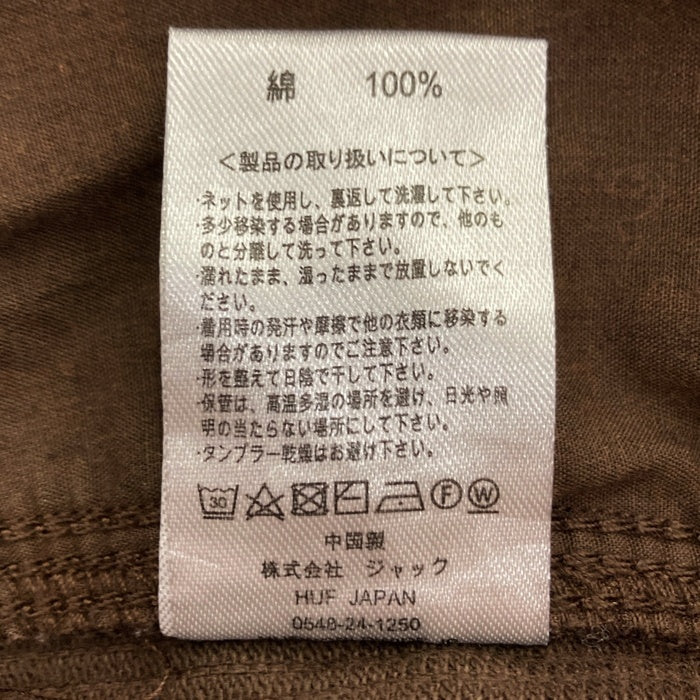 綿 100%
<製品の取り扱いについて>
・ネットを使用し、裏返して洗濯して下さい。
・多少移染する場合がありますので、他のも
のと分離して洗って下さい。
・濡れたまま、湿ったままで放置しないでく
ださい。
・着用時の発汗や摩擦で他の衣類に移染する
場合がありますのでご注意下さい。
・形を整えて日陰で干して下さい。
・保管は、高温多湿の場所を避け、日光や照
明の当たらない場所にして下さい。
・タンブラー乾燥はお避け下さい。
30 F W
中国製
株式会社 ジャック
HUF JAPAN
0548-24-1250